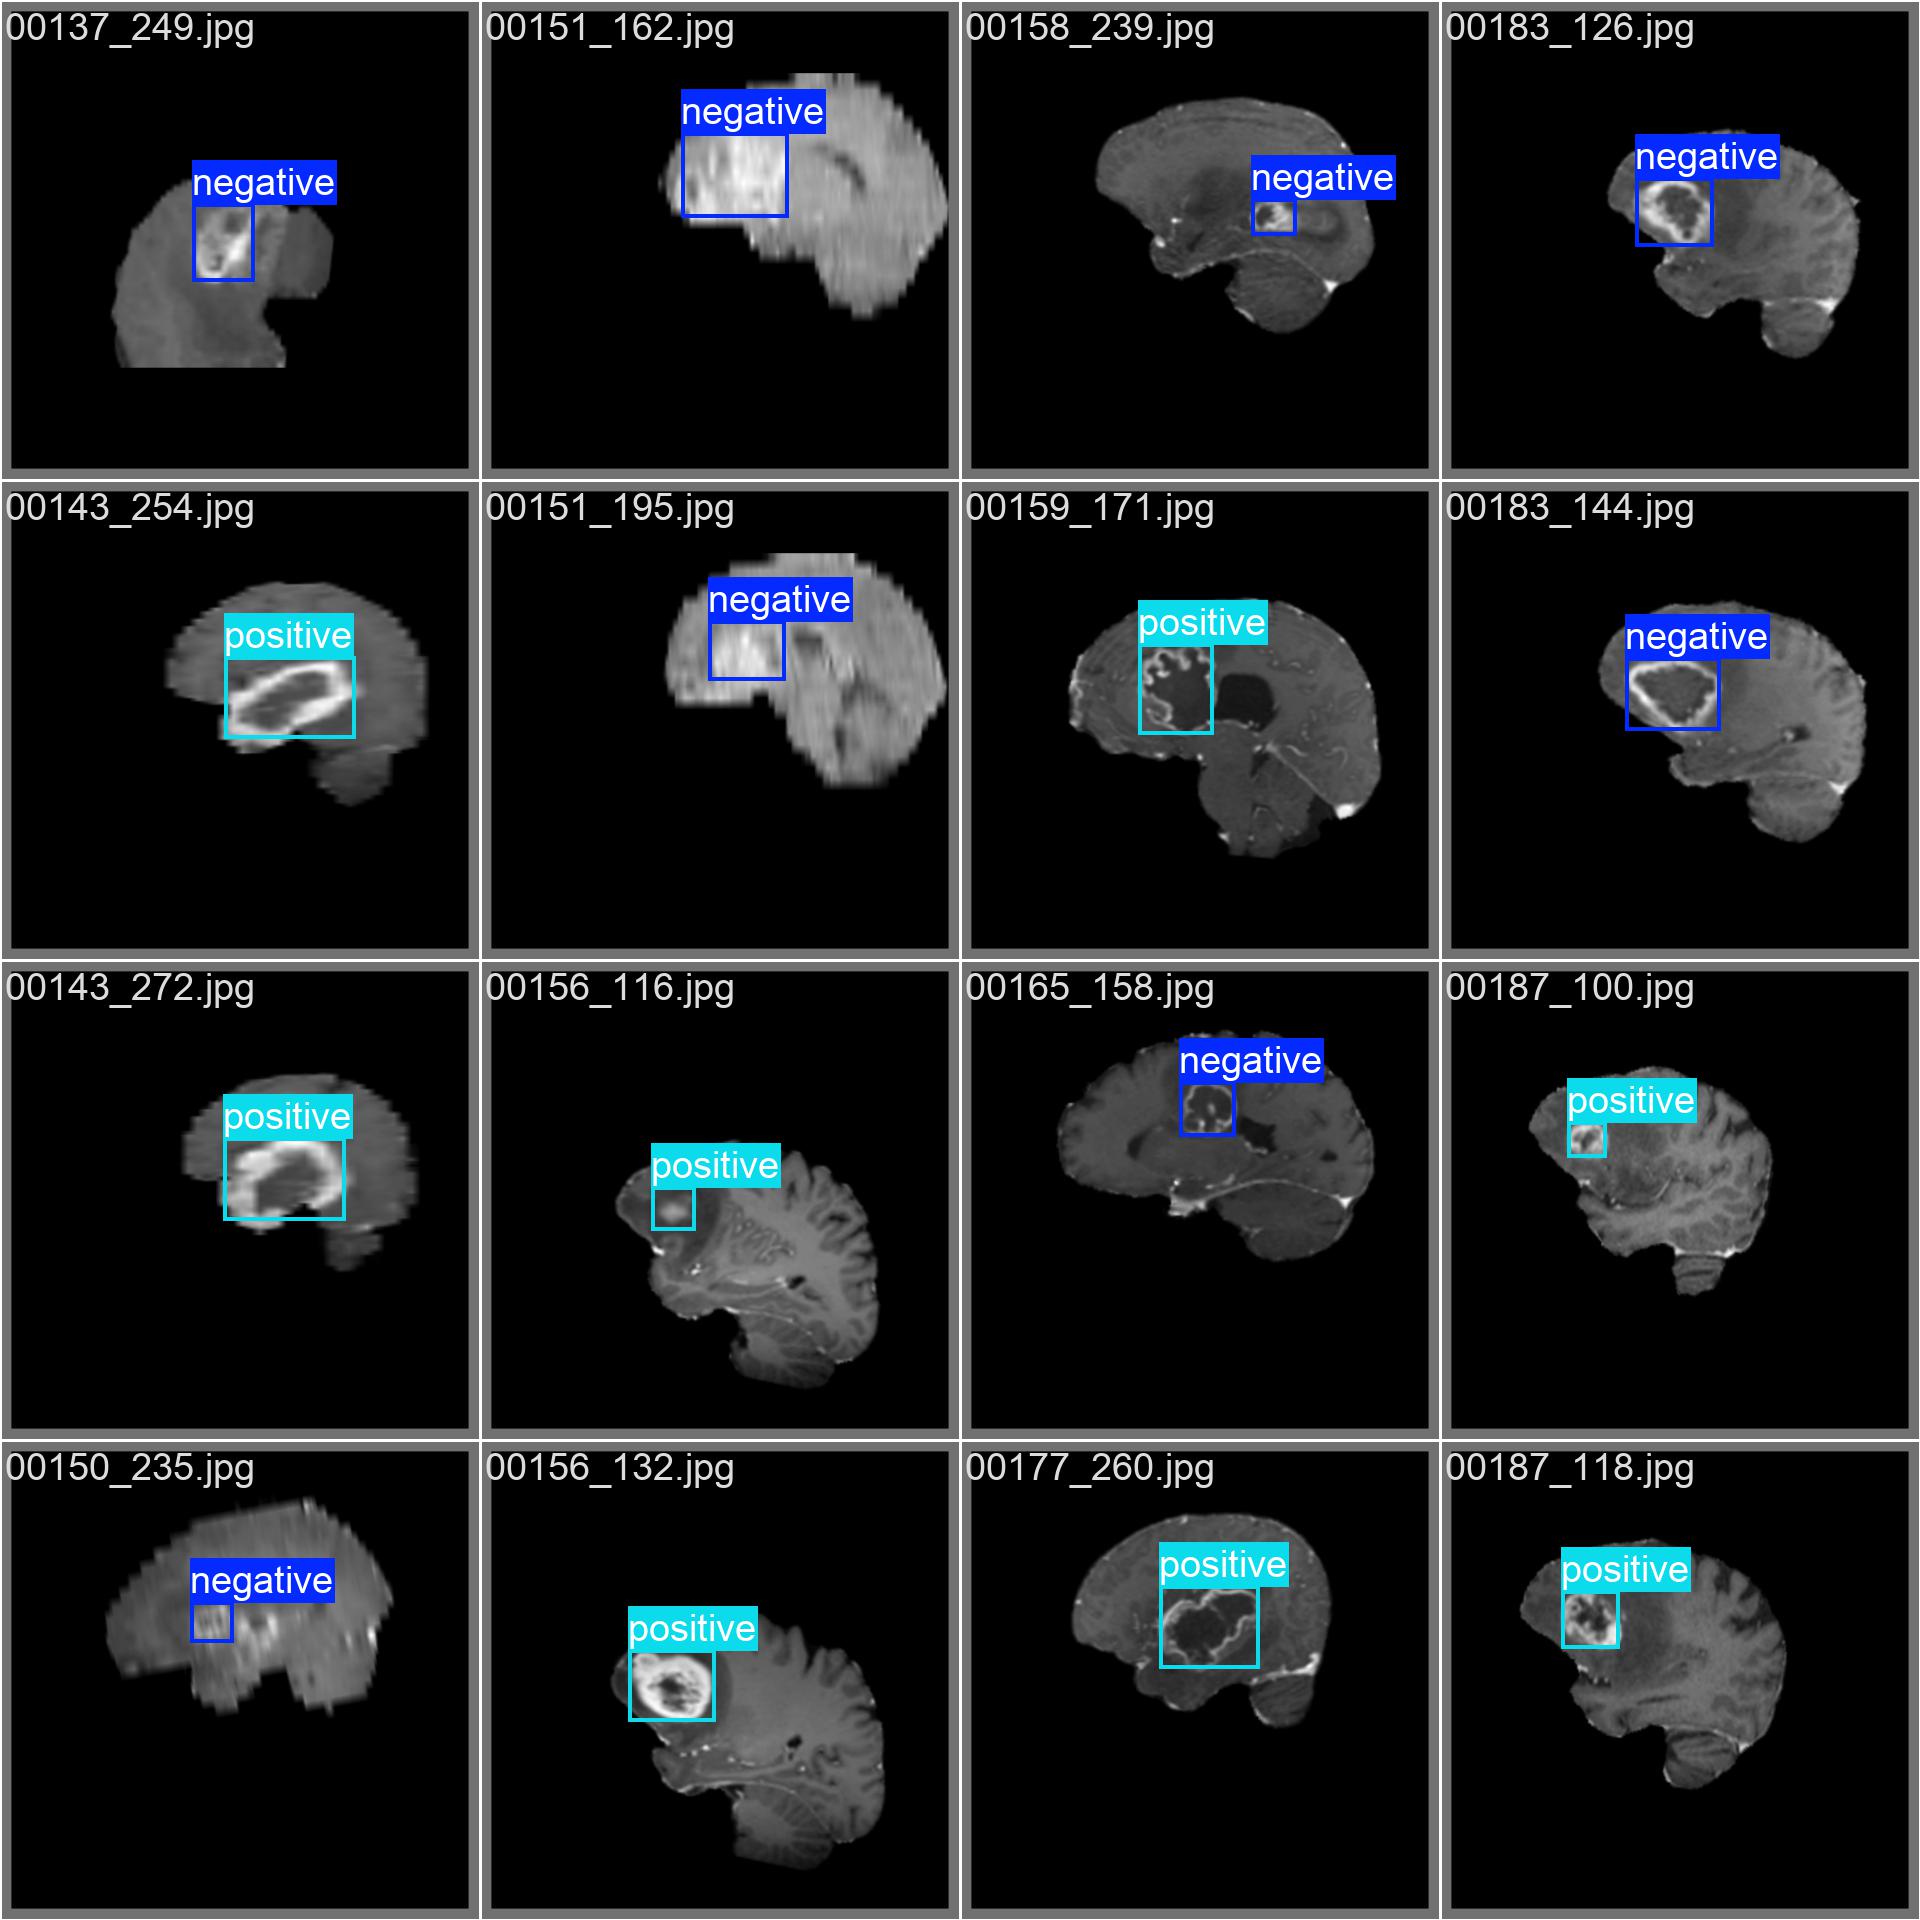 00137_249.jpg
negative
00151_162.jpg
negative
00158_239.jpg
negative
00183_126.jpg
negative
00143_254.jpg
positive
00151_195.jpg
negative
00159_171.jpg
positive
00183_144.jpg
negative
00143_272.jpg
positive
00156_116.jpg
positive
00165_158.jpg
negative
00187_100.jpg
positive
00150_235.jpg
negative
00156_132.jpg
positive
00177_260.jpg
positive
00187_118.jpg
positive